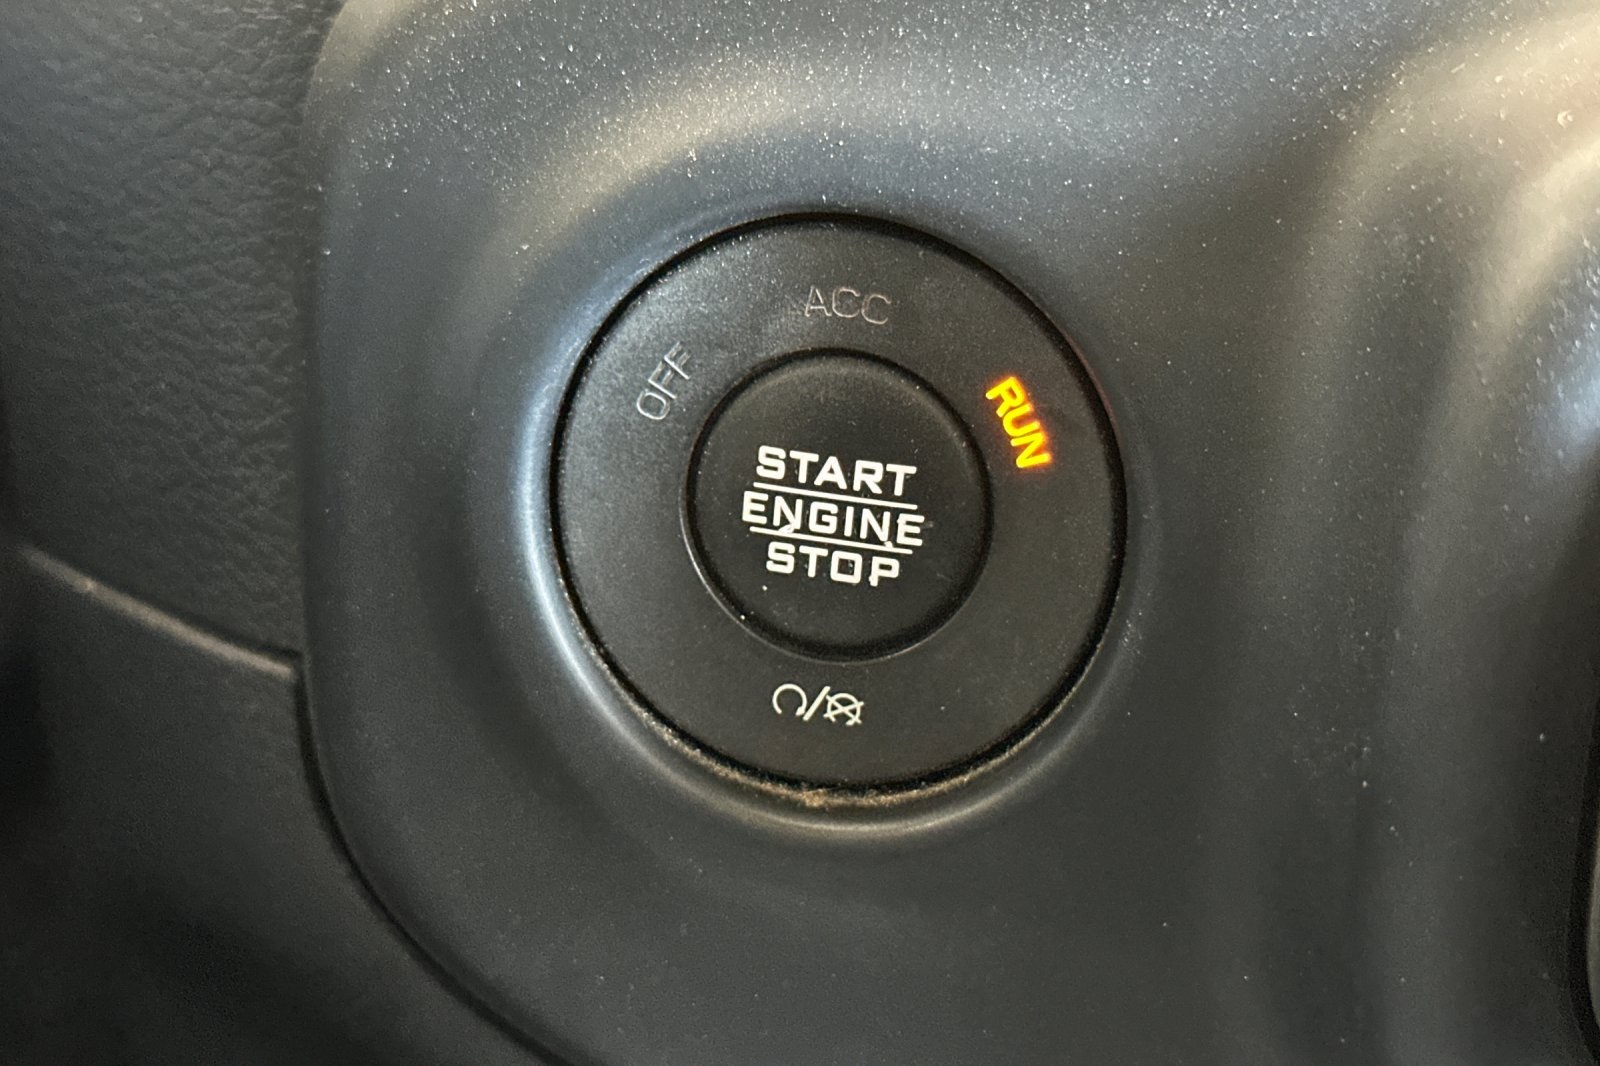 ACC
OFF
RUN
START
ENGINE
STOP